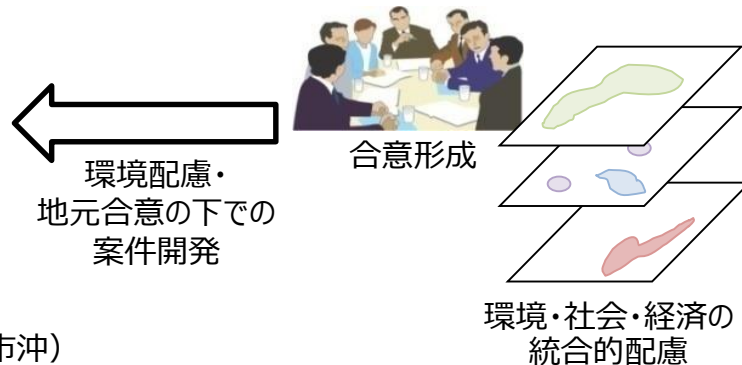 合意形成
環境配慮・
地元合意の下での
案件開発
環境・社会・経済の
統合的配慮
市沖）